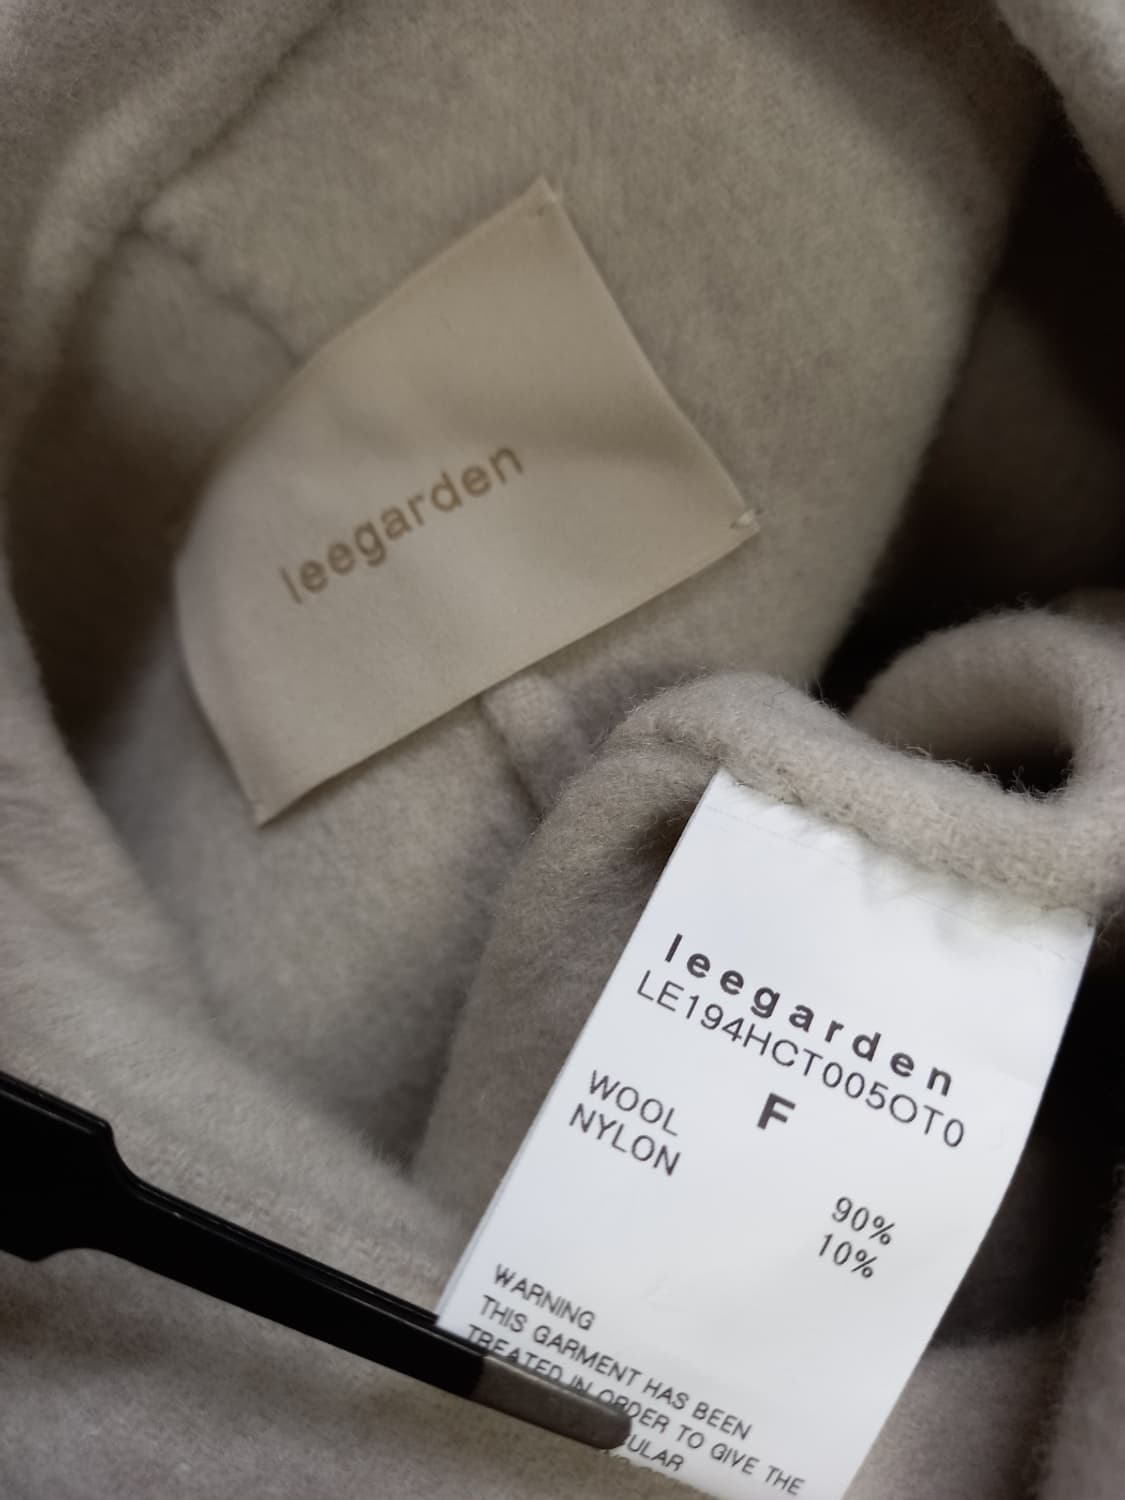 leegarden
leegarden
LE194HCT005OT0
F
WOOL 90%
NYLON 10%
WARNING
THIS GARMENT HAS BEEN
TREATED IN ORDER TO GIVE THE